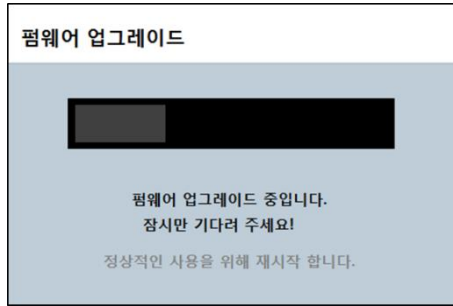 펌웨어 업그레이드
펌웨어 업그레이드 중입니다.
잠시만 기다려 주세요!
정상적인 사용을 위해 재시작 합니다.